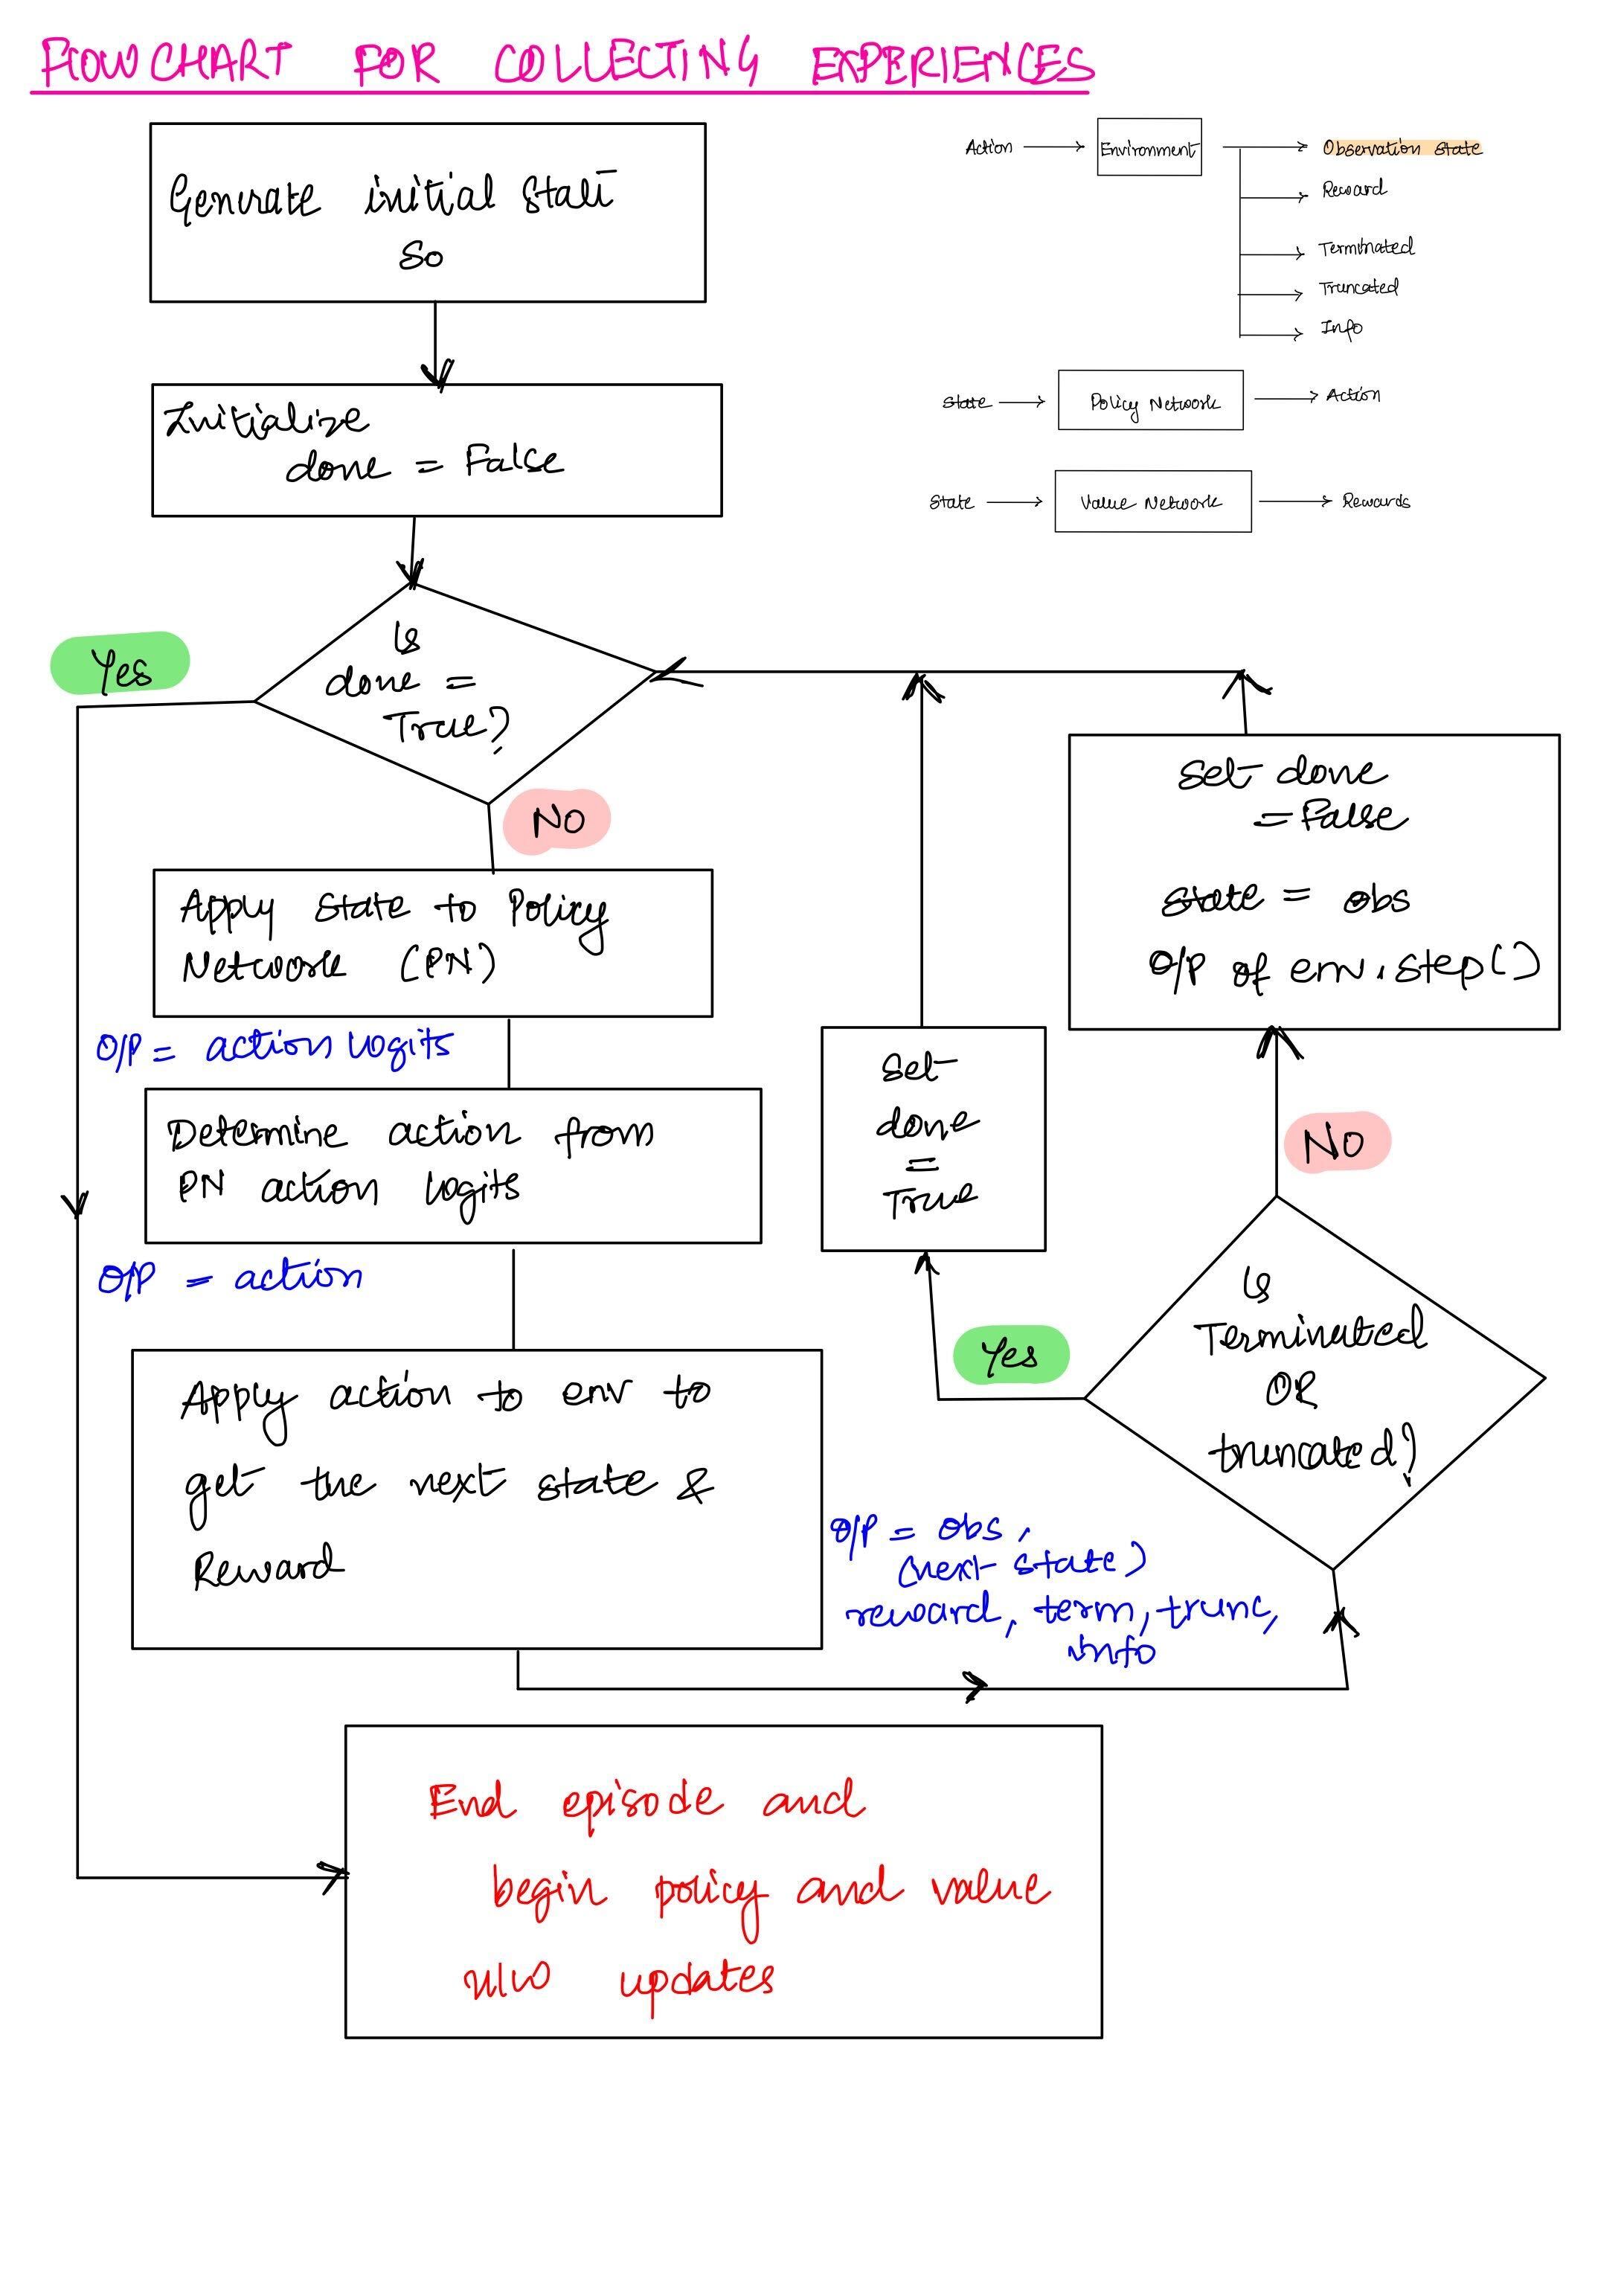 FLOWCHART FOR COLLECTING EXPERIENCES
Generate initial state
S0
Action
Environment
Observation state
Reward
Terminated
Truncated
Info
State
Policy Network
Action
State
Value Network
Rewards
Initialize
done = False
Is
done =
True?
Yes
NO
Apply state to Policy
Network (PN)
O/P = action logits
Determine action from
PN action logits
O/P = action
Apply action to env to
get the next state &
Reward
O/P = obs,
(next state)
reward, term, trunc,
info
Is
Terminated
OR
truncated?
Yes
Set
done
=
True
NO
Set done
= False
state = obs
O/P of env.step()
End episode and
begin policy and value
n/w updates